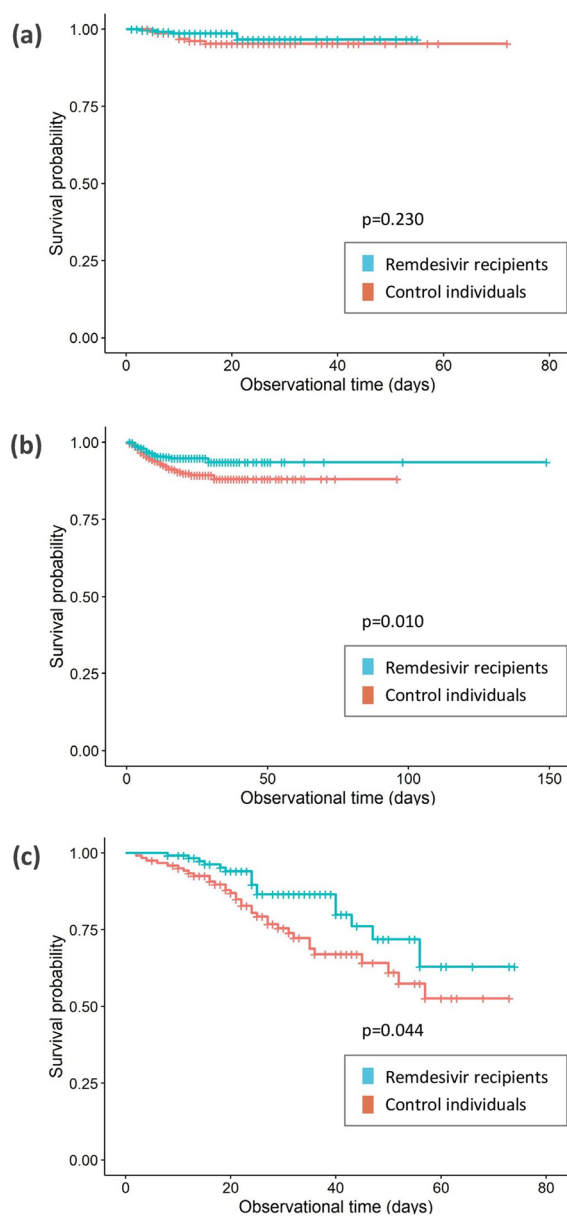 (a)
1.00
0.75
0.50
0.25
0.00
Survival probability
p=0.230
Remdesivir recipients
Control individuals
0 20 40 60 80
Observational time (days)
(b)
1.00
0.75
0.50
0.25
0.00
Survival probability
p=0.010
Remdesivir recipients
Control individuals
0 50 100 150
Observational time (days)
(c)
1.00
0.75
0.50
0.25
0.00
Survival probability
p=0.044
Remdesivir recipients
Control individuals
0 20 40 60 80
Observational time (days)